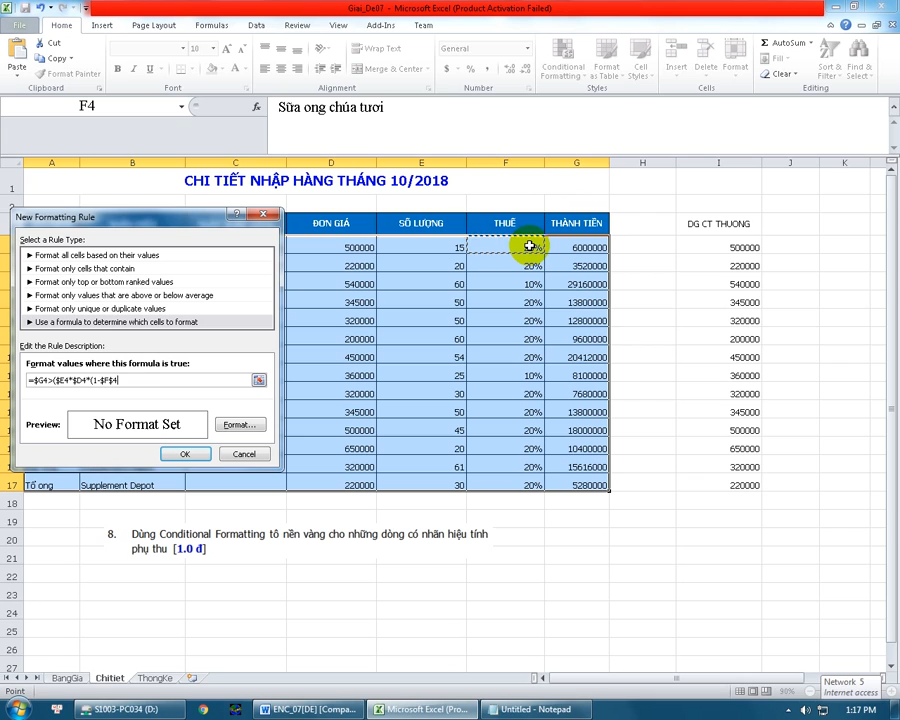 Giai_De07 - Microsoft Excel (Product Activation Failed)
File Home Insert Page Layout Formulas Data Review View Add-Ins Team
Paste Cut Copy Format Painter Clipboard
10 A A B I U A Font
Wrap Text Merge & Center Alignment
General $ % , Number
Conditional Formatting Format as Table Cell Styles Styles
Insert Delete Format Cells
Σ AutoSum Fill Clear Sort & Filter Find & Select Editing
F4 fx Sữa ong chúa tươi
A B C D E F G H I J K
1 CHI TIẾT NHẬP HÀNG THÁNG 10/2018
ĐƠN GIÁ SỐ LƯỢNG THUẾ THÀNH TIỀN DG CT THUONG
500000 15 6000000 500000
220000 20 20% 3520000 220000
540000 60 10% 29160000 540000
345000 50 20% 13800000 345000
320000 50 20% 12800000 320000
200000 60 20% 9600000 200000
450000 54 20% 20412000 450000
360000 25 10% 8100000 360000
320000 30 20% 7680000 320000
345000 50 20% 13800000 345000
500000 45 20% 18000000 500000
650000 20 20% 10400000 650000
320000 61 20% 15616000 320000
17 Tổ ong Supplement Depot 220000 30 20% 5280000 220000
New Formatting Rule
Select a Rule Type:
► Format all cells based on their values
► Format only cells that contain
► Format only top or bottom ranked values
► Format only values that are above or below average
► Format only unique or duplicate values
► Use a formula to determine which cells to format
Edit the Rule Description:
Format values where this formula is true:
=$G4>($E4*$D4*(1-$F$4
Preview: No Format Set Format...
OK Cancel
18
19
20
21
22
23
24
25
26
27
8. Dùng Conditional Formatting tô nền vàng cho những dòng có nhãn hiệu tính
phụ thu [1.0 đ]
BangGia Chitiet ThongKe
Point 90%
Network 5
Internet access
S1003-PC034 (D:) ENC_07[DE] [Compa... Microsoft Excel (Pro... Untitled - Notepad 1:17 PM